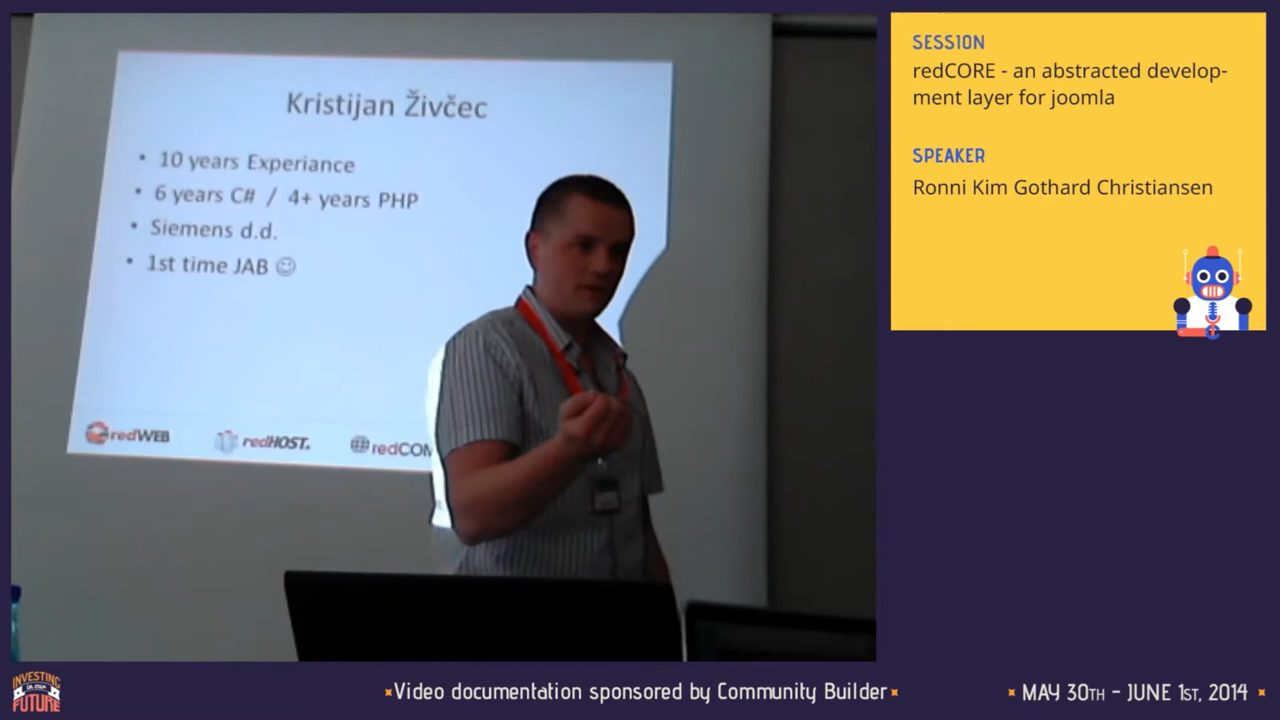 Kristijan Živčec
• 10 years Experiance
• 6 years C# / 4+ years PHP
• Siemens d.d.
• 1st time JAB ☺
redWEB
redHOST.
redCOM
SESSION
redCORE - an abstracted develop-
ment layer for joomla
SPEAKER
Ronni Kim Gothard Christiansen
INVESTING
in our
FUTURE
Video documentation sponsored by Community Builder
MAY 30TH - JUNE 1ST, 2014